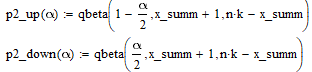 p2_up(α) := qbeta(1 − α/2, x_summ + 1, n·k − x_summ)
p2_down(α) := qbeta(α/2, x_summ + 1, n·k − x_summ)